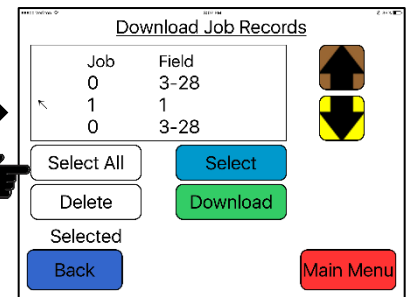 Download Job Records
Job Field
0 3-28
1 1
0 3-28
Select All Select
Delete Download
Selected
Back Main Menu